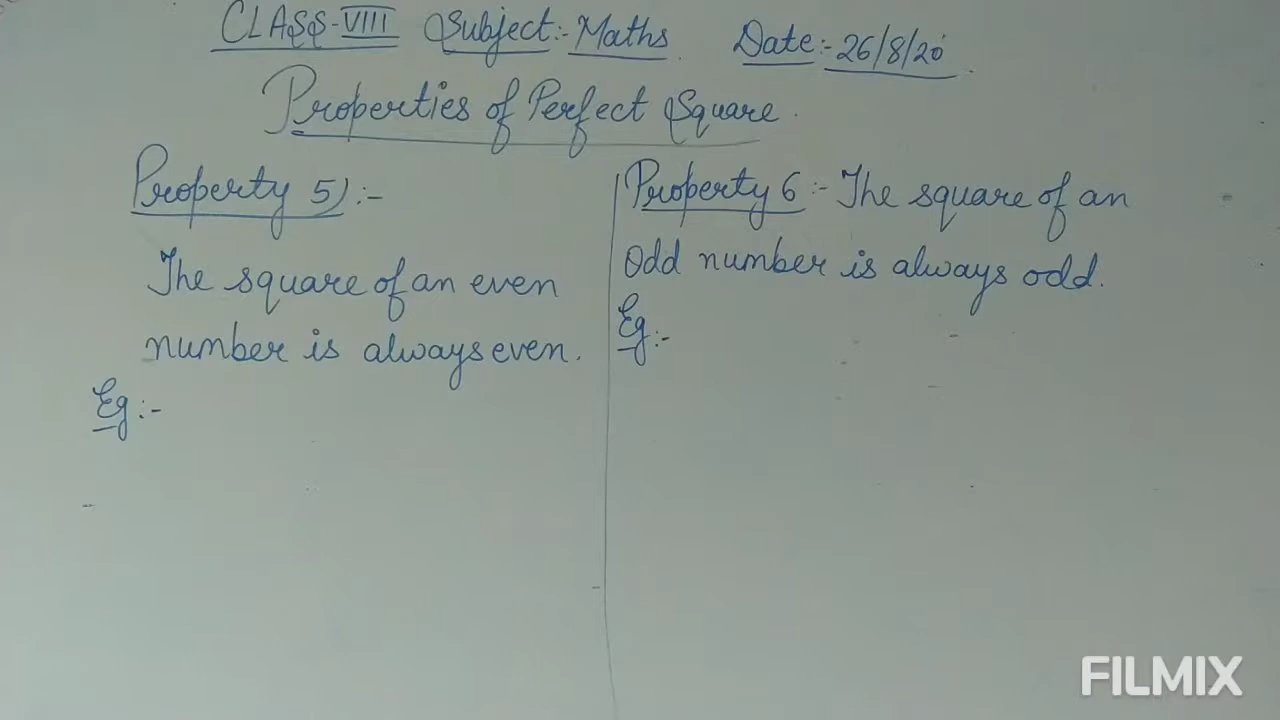 CLASS-VIII Subject:- Maths. Date:- 26/8/20.
Properties of Perfect Square.
Property 5):-
The square of an even
number is always even.
Eg:-
Property 6:- The square of an
odd number is always odd.
Eg:-
FILMIX